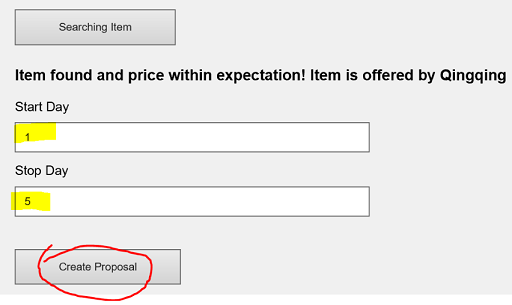 Searching Item
Item found and price within expectation! Item is offered by Qingqing
Start Day
1
Stop Day
5
Create Proposal